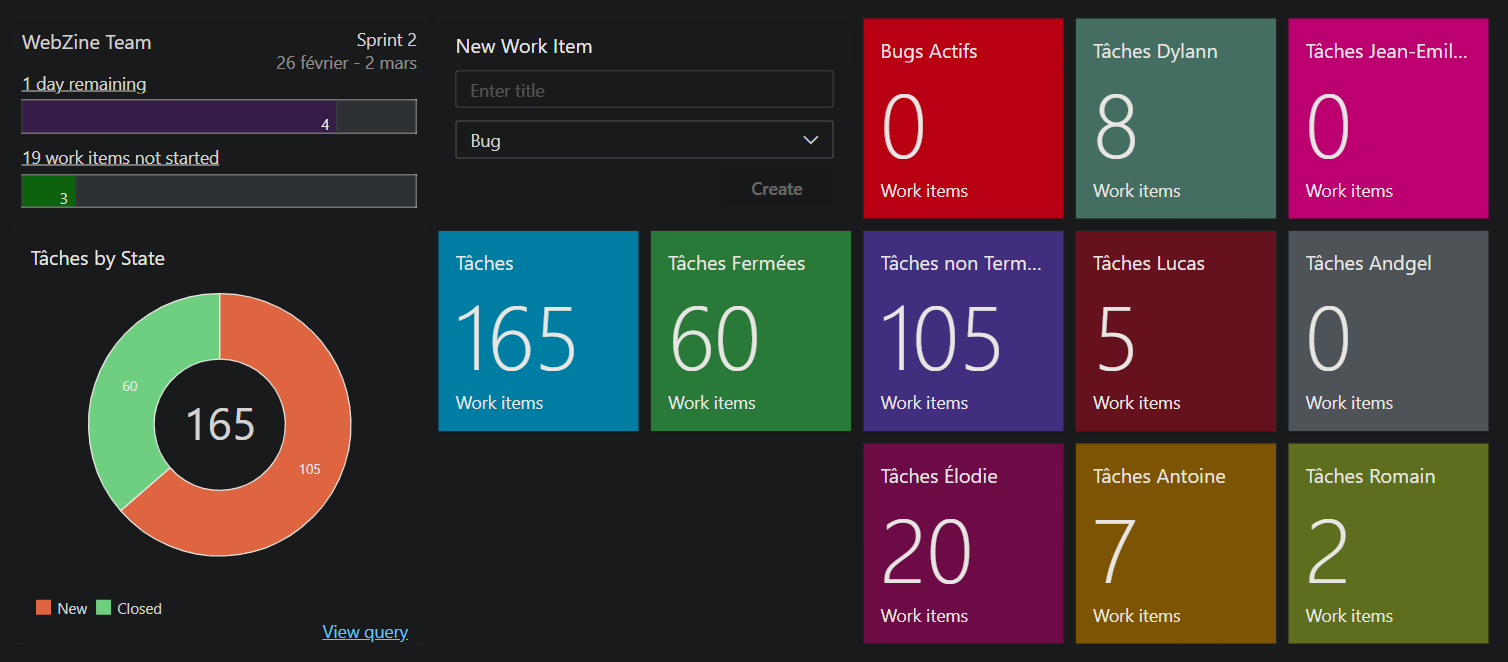 WebZine Team
Sprint 2
26 février - 2 mars
1 day remaining
4
19 work items not started
3
New Work Item
Enter title
Bug
Create
Bugs Actifs
0
Work items
Tâches Dylann
8
Work items
Tâches Jean-Emil...
0
Work items
Tâches by State
60
165
105
New
Closed
View query
Tâches
165
Work items
Tâches Fermées
60
Work items
Tâches non Term...
105
Work items
Tâches Lucas
5
Work items
Tâches Andgel
0
Work items
Tâches Élodie
20
Work items
Tâches Antoine
7
Work items
Tâches Romain
2
Work items